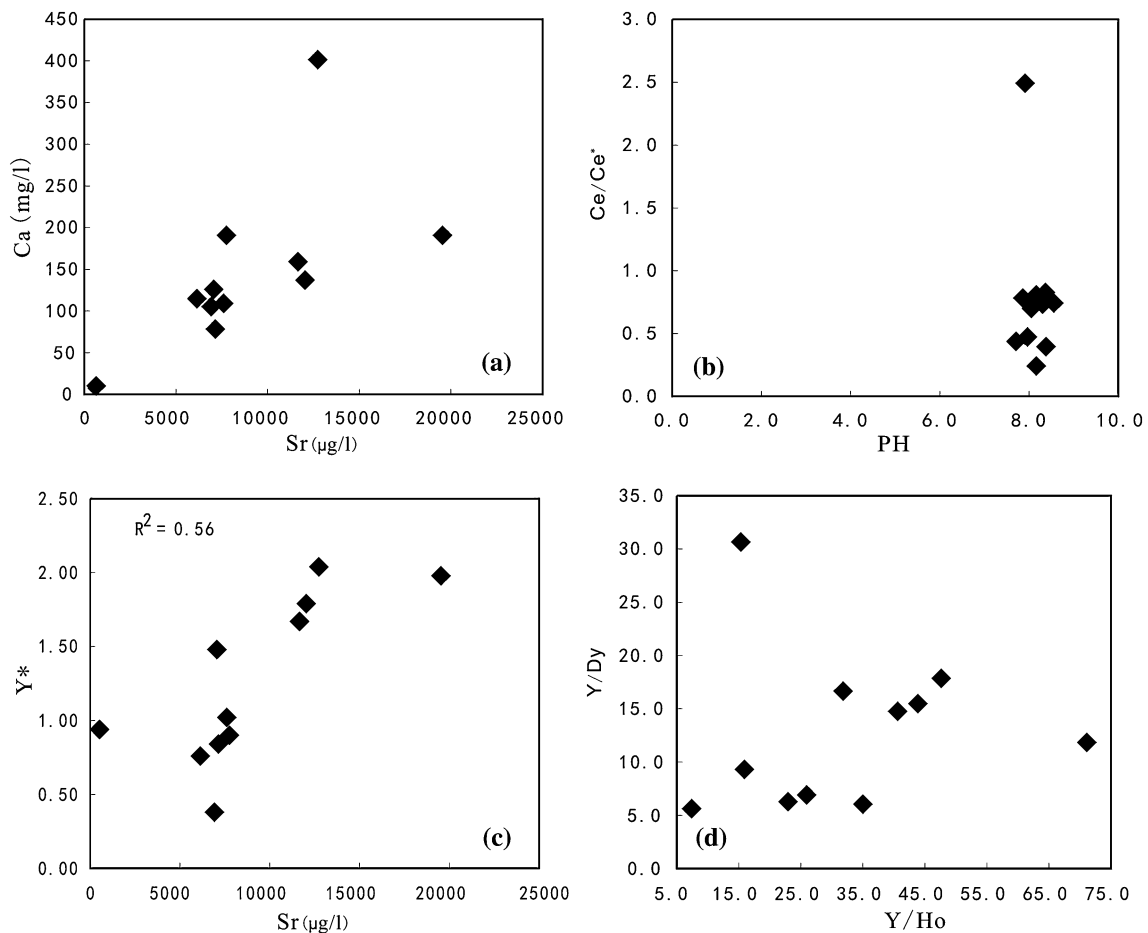 450
400
350
300
250
200
150
100
50
0
Ca (mg/l)
0 5000 10000 15000 20000 25000
Sr (µg/l)
(a)
3.0
2.5
2.0
1.5
1.0
0.5
0.0
Ce/Ce*
0.0 2.0 4.0 6.0 8.0 10.0
PH
(b)
2.50
2.00
1.50
1.00
0.50
0.00
Y*
R² = 0.56
0 5000 10000 15000 20000 25000
Sr (µg/l)
(c)
35.0
30.0
25.0
20.0
15.0
10.0
5.0
0.0
Y/Dy
5.0 15.0 25.0 35.0 45.0 55.0 65.0 75.0
Y/Ho
(d)